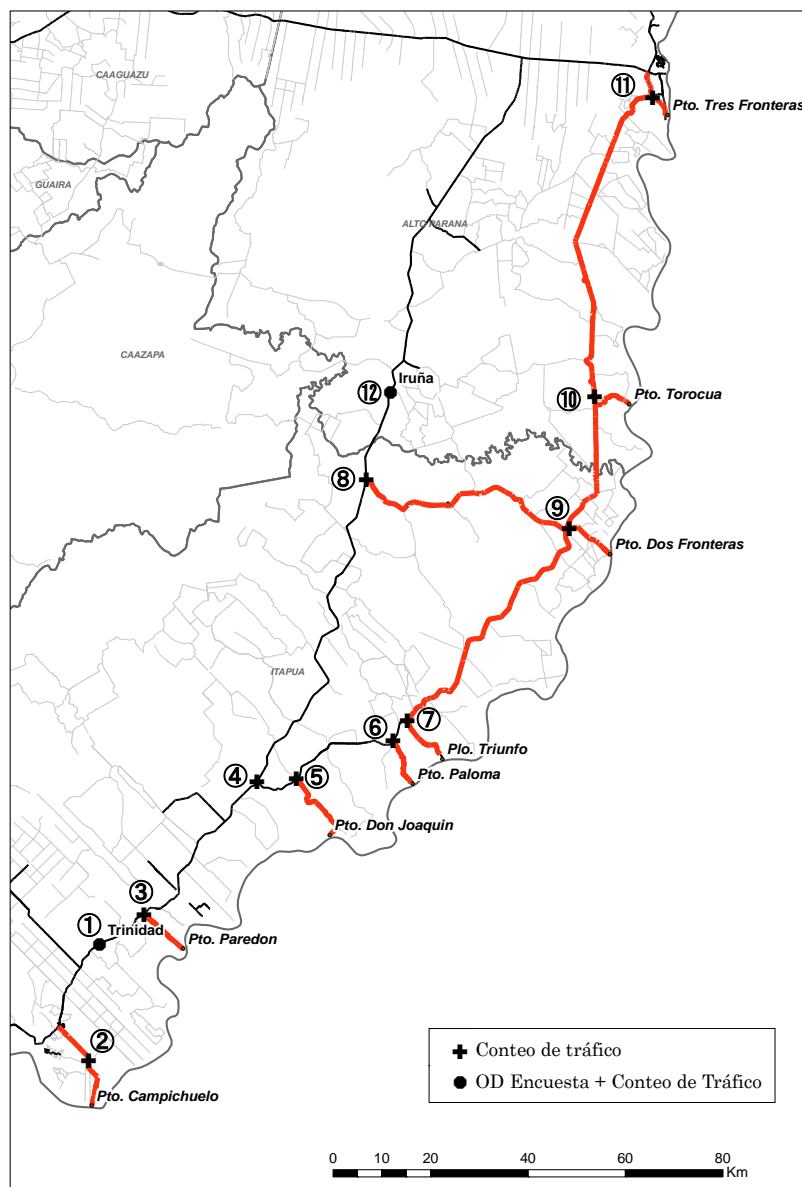 CAAGUAZU
⑪
Pto. Tres Fronteras
GUAIRA
ALTO PARANA
CAAZAPA
Iruña
⑫
⑩
Pto. Torocua
⑧
⑨
Pto. Dos Fronteras
ITAPUA
⑥
⑦
Plo. Triunfo
④
⑤
Pto. Paloma
Pto. Don Joaquin
③
①
Trinidad
Pto. Paredon
②
Pto. Campichuelo
Conteo de tráfico
OD Encuesta + Conteo de Tráfico
0 10 20 40 60 80
Km